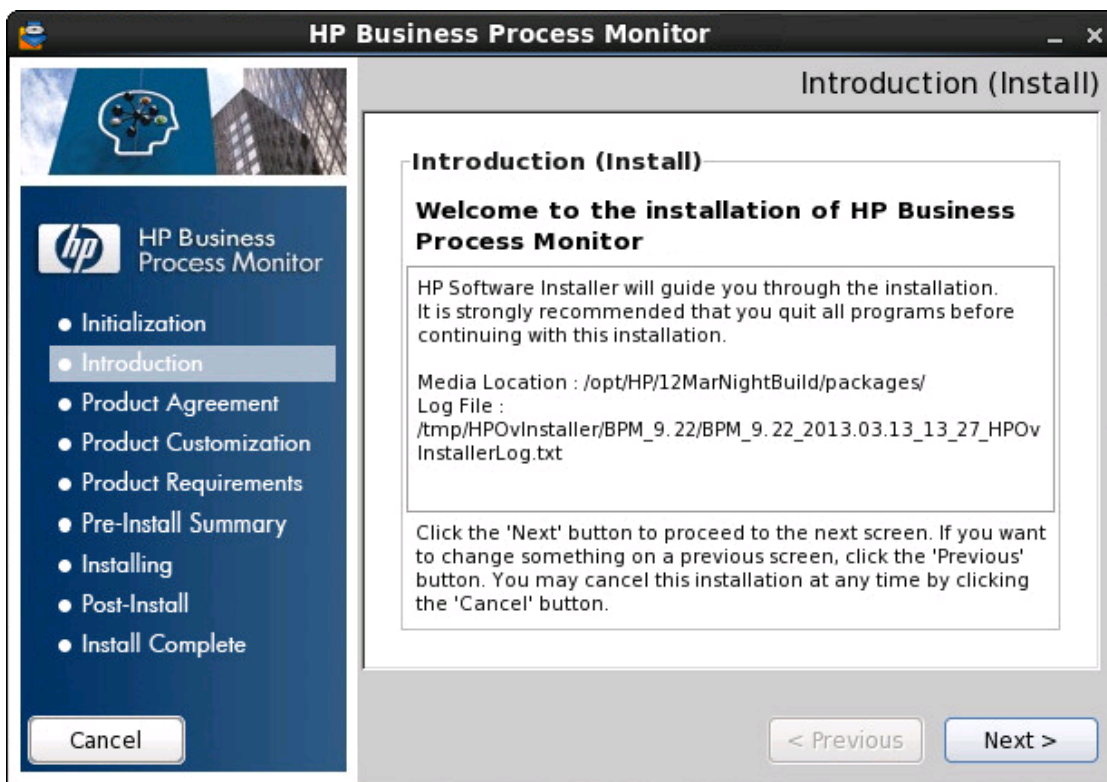 HP Business Process Monitor
Introduction (Install)
hp
HP Business
Process Monitor
Initialization
Introduction
Product Agreement
Product Customization
Product Requirements
Pre-Install Summary
Installing
Post-Install
Install Complete
Cancel
Introduction (Install)
Welcome to the installation of HP Business
Process Monitor
HP Software Installer will guide you through the installation.
It is strongly recommended that you quit all programs before
continuing with this installation.
Media Location : /opt/HP/12MarNightBuild/packages/
Log File :
/tmp/HPOvInstaller/BPM_9.22/BPM_9.22_2013.03.13_13_27_HPOv
InstallerLog.txt
Click the 'Next' button to proceed to the next screen. If you want
to change something on a previous screen, click the 'Previous'
button. You may cancel this installation at any time by clicking
the 'Cancel' button.
< Previous
Next >